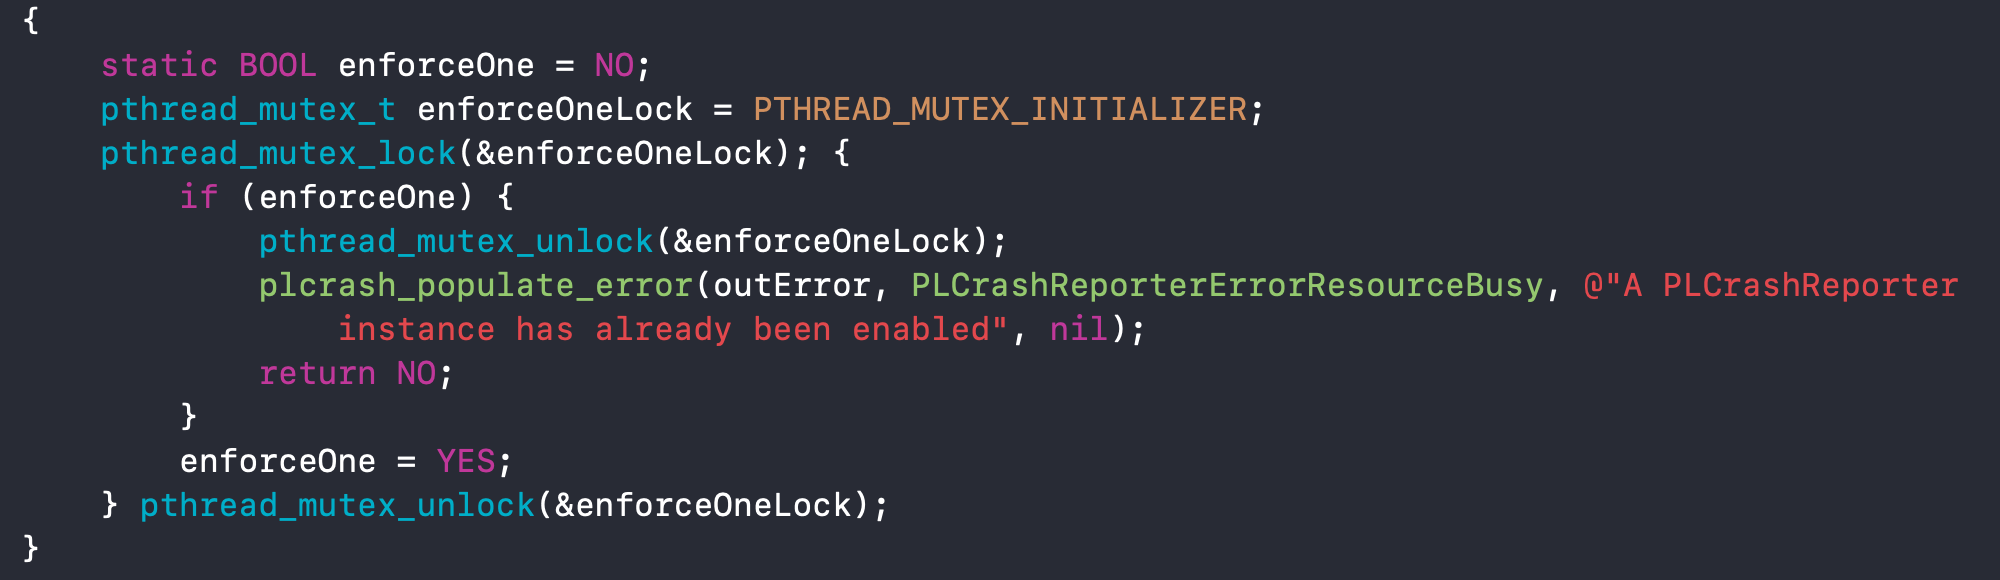 {
    static BOOL enforceOne = NO;
    pthread_mutex_t enforceOneLock = PTHREAD_MUTEX_INITIALIZER;
    pthread_mutex_lock(&enforceOneLock); {
        if (enforceOne) {
            pthread_mutex_unlock(&enforceOneLock);
            plcrash_populate_error(outError, PLCrashReporterErrorResourceBusy, @"A PLCrashReporter
                instance has already been enabled", nil);
            return NO;
        }
        enforceOne = YES;
    } pthread_mutex_unlock(&enforceOneLock);
}